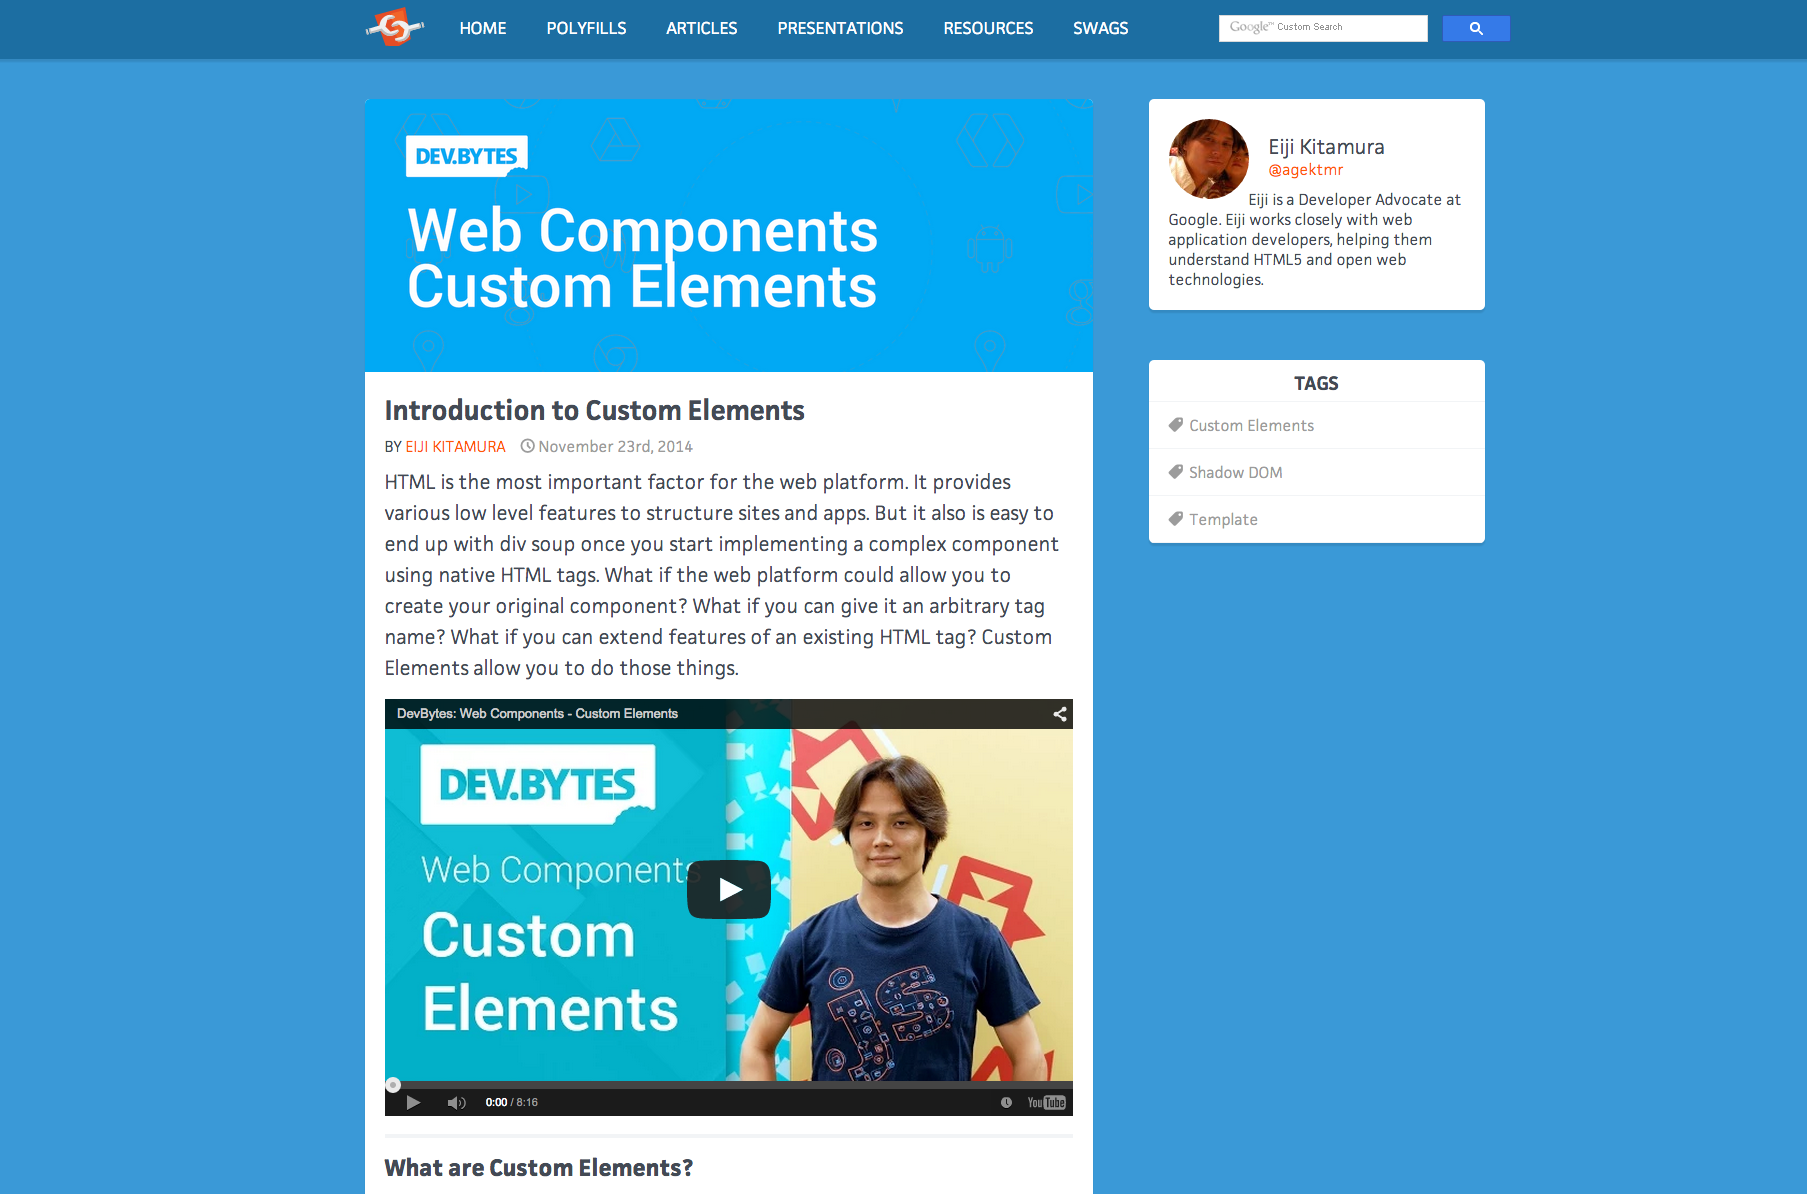 HOME POLYFILLS ARTICLES PRESENTATIONS RESOURCES SWAGS
Google™ Custom Search
DEV.BYTES
Web Components
Custom Elements
Introduction to Custom Elements
BY EIJI KITAMURA November 23rd, 2014
HTML is the most important factor for the web platform. It provides
various low level features to structure sites and apps. But it also is easy to
end up with div soup once you start implementing a complex component
using native HTML tags. What if the web platform could allow you to
create your original component? What if you can give it an arbitrary tag
name? What if you can extend features of an existing HTML tag? Custom
Elements allow you to do those things.
DevBytes: Web Components - Custom Elements
DEV.BYTES
Web Components
Custom
Elements
JS
0:00 / 8:16
YouTube
What are Custom Elements?
Eiji Kitamura
@agektmr
Eiji is a Developer Advocate at
Google. Eiji works closely with web
application developers, helping them
understand HTML5 and open web
technologies.
TAGS
Custom Elements
Shadow DOM
Template